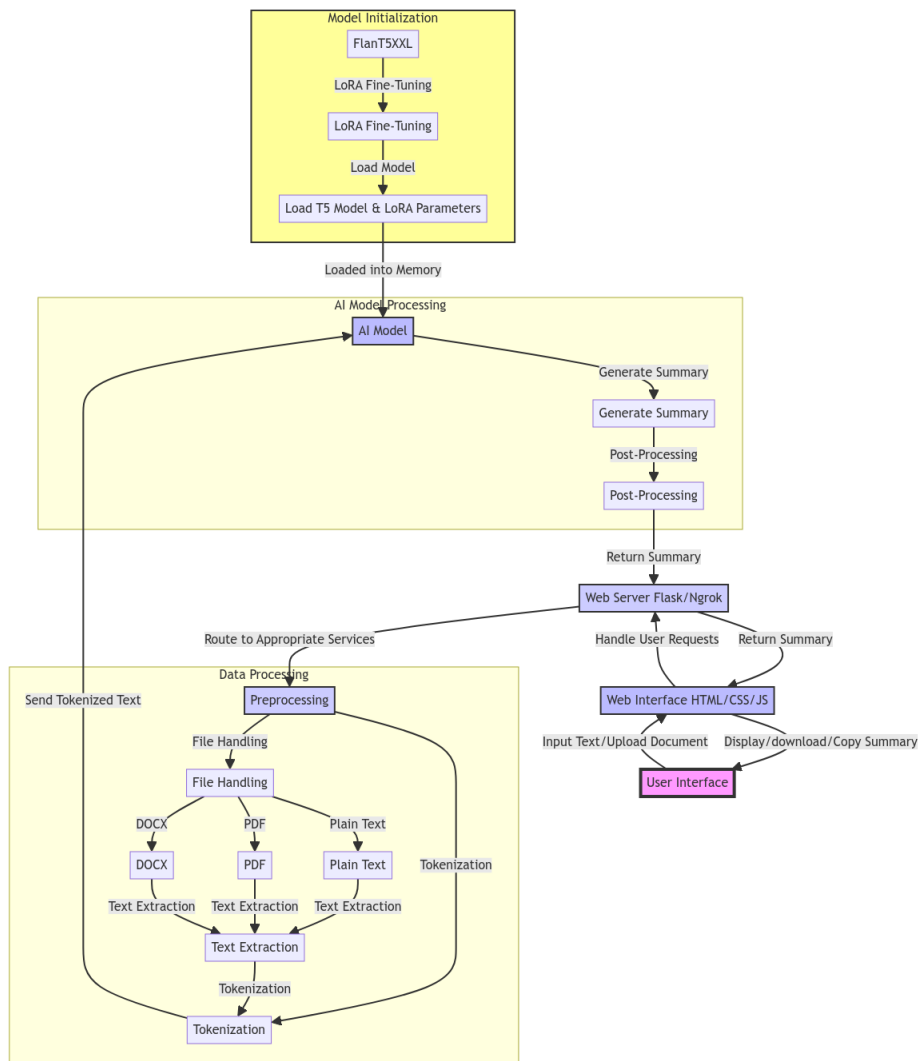 Model Initialization
FlanT5XXL
LoRA Fine-Tuning
LoRA Fine-Tuning
Load Model
Load T5 Model & LoRA Parameters
Loaded into Memory
AI Model Processing
AI Model
Generate Summary
Generate Summary
Post-Processing
Post-Processing
Return Summary
Web Server Flask/Ngrok
Route to Appropriate Services
Handle User Requests
Return Summary
Data Processing
Send Tokenized Text
Preprocessing
Web Interface HTML/CSS/JS
File Handling
Input Text/Upload Document
Display/download/Copy Summary
File Handling
User Interface
DOCX
PDF
Plain Text
DOCX
PDF
Plain Text
Tokenization
Text Extraction
Text Extraction
Text Extraction
Text Extraction
Tokenization
Tokenization